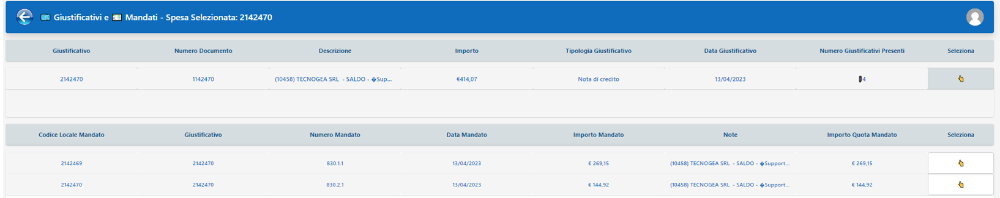 Giustificativi e Mandati - Spesa Selezionata: 2142470
Giustificativo Numero Documento Descrizione Importo Tipologia Giustificativo Data Giustificativo Numero Giustificativi Presenti Seleziona
2142470 1142470 (10458) TECNOGEA SRL - SALDO - �Sup... €414,07 Nota di credito 13/04/2023 4
Codice Locale Mandato Giustificativo Numero Mandato Data Mandato Importo Mandato Note Importo Quota Mandato Seleziona
2142469 2142470 830.1.1 13/04/2023 € 269,15 (10458) TECNOGEA SRL - SALDO - �Support... € 269,15
2142470 2142470 830.2.1 13/04/2023 € 144,92 (10458) TECNOGEA SRL - SALDO - �Support... € 144,92